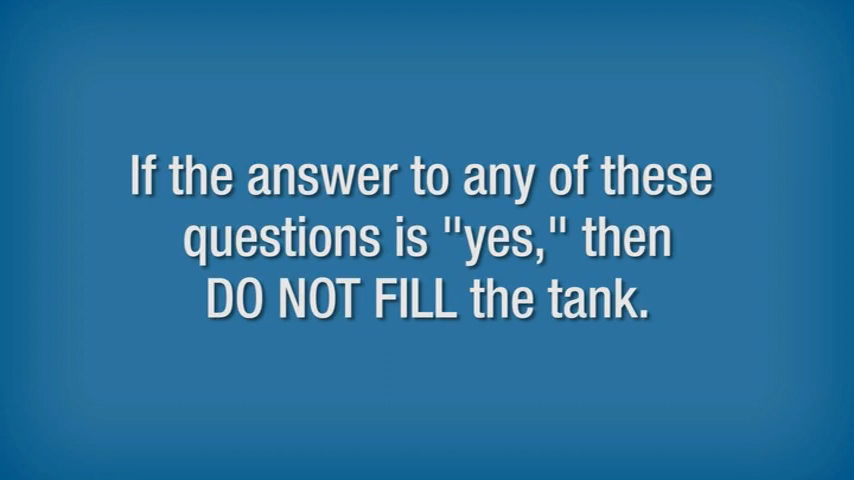 If the answer to any of these
questions is "yes," then
DO NOT FILL the tank.